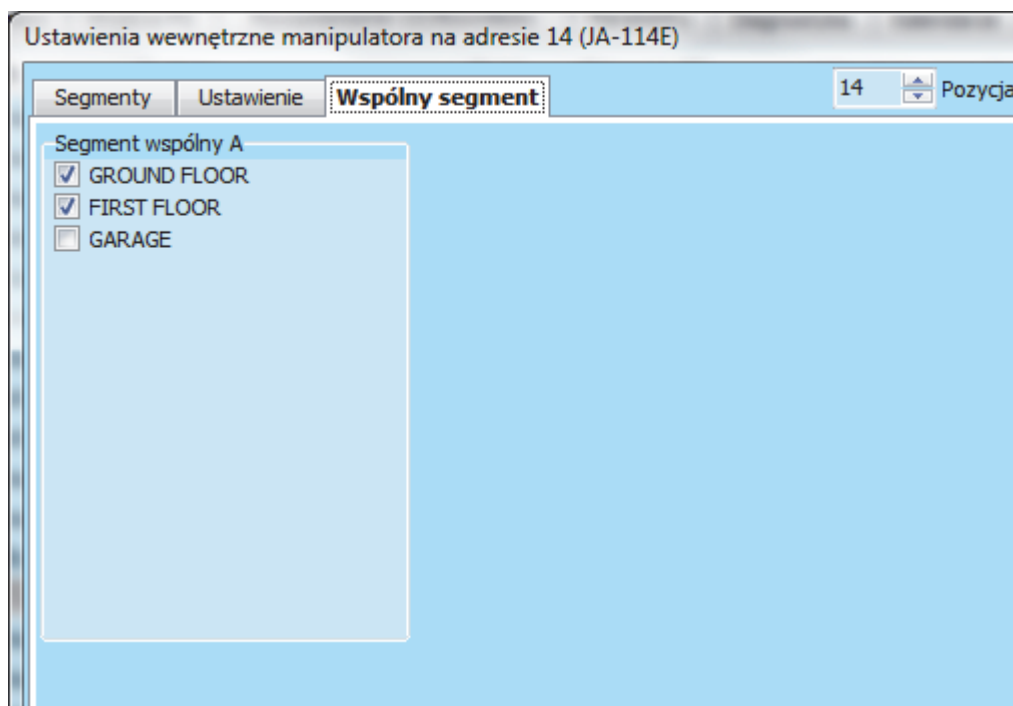 Ustawienia wewnętrzne manipulatora na adresie 14 (JA-114E)
Segmenty Ustawienie Wspólny segment 14 Pozycja
Segment wspólny A
GROUND FLOOR
FIRST FLOOR
GARAGE